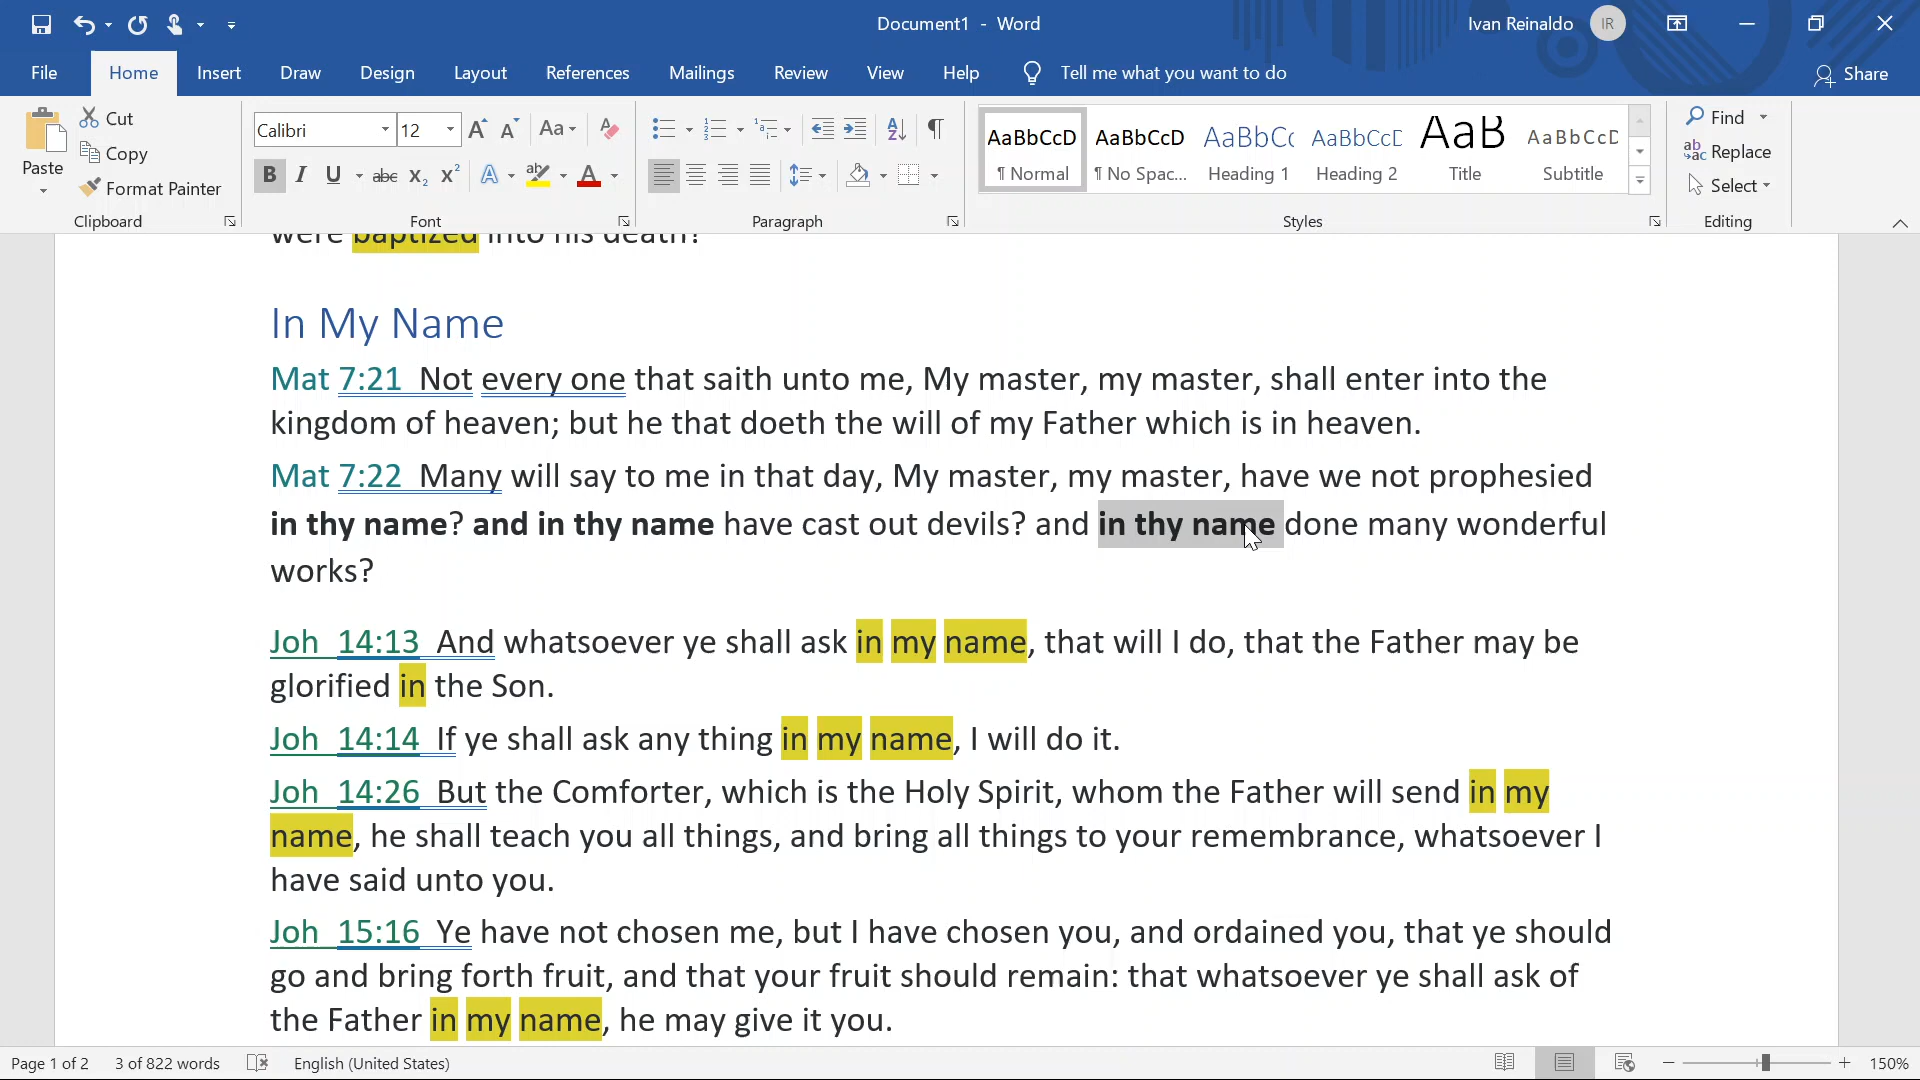 Document1 - Word
Ivan Reinaldo IR
File Home Insert Draw Design Layout References Mailings Review View Help Tell me what you want to do Share
Paste
Cut
Copy
Format Painter
Clipboard
Calibri 12
Font
Paragraph
AaBbCcD AaBbCcD AaBbCc AaBbCcE AaB AaBbCcD
¶ Normal ¶ No Spac... Heading 1 Heading 2 Title Subtitle
Styles
Find
Replace
Select
Editing
were baptized into his death?
In My Name
Mat 7:21 Not every one that saith unto me, My master, my master, shall enter into the
kingdom of heaven; but he that doeth the will of my Father which is in heaven.
Mat 7:22 Many will say to me in that day, My master, my master, have we not prophesied
in thy name? and in thy name have cast out devils? and in thy name done many wonderful
works?
Joh 14:13 And whatsoever ye shall ask in my name, that will I do, that the Father may be
glorified in the Son.
Joh 14:14 If ye shall ask any thing in my name, I will do it.
Joh 14:26 But the Comforter, which is the Holy Spirit, whom the Father will send in my
name, he shall teach you all things, and bring all things to your remembrance, whatsoever I
have said unto you.
Joh 15:16 Ye have not chosen me, but I have chosen you, and ordained you, that ye should
go and bring forth fruit, and that your fruit should remain: that whatsoever ye shall ask of
the Father in my name, he may give it you.
Page 1 of 2 3 of 822 words English (United States) 150%